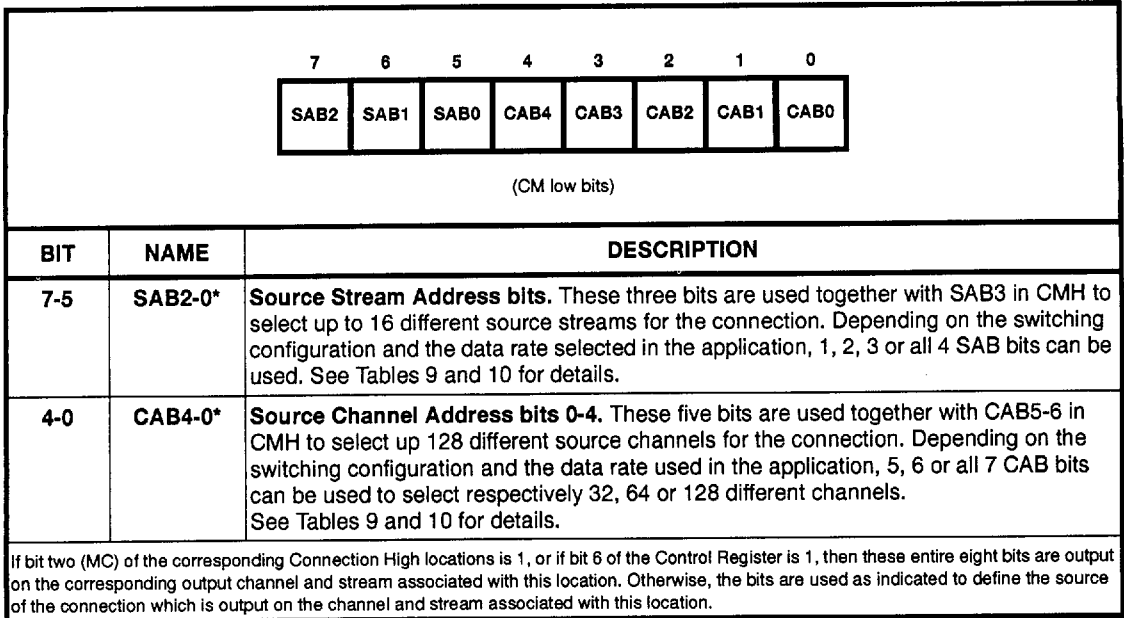 7 6 5 4 3 2 1 0
SAB2 SAB1 SAB0 CAB4 CAB3 CAB2 CAB1 CAB0
(CM low bits)
BIT NAME DESCRIPTION
7-5 SAB2-0* Source Stream Address bits. These three bits are used together with SAB3 in CMH to
select up to 16 different source streams for the connection. Depending on the switching
configuration and the data rate selected in the application, 1, 2, 3 or all 4 SAB bits can be
used. See Tables 9 and 10 for details.
4-0 CAB4-0* Source Channel Address bits 0-4. These five bits are used together with CAB5-6 in
CMH to select up 128 different source channels for the connection. Depending on the
switching configuration and the data rate used in the application, 5, 6 or all 7 CAB bits
can be used to select respectively 32, 64 or 128 different channels.
See Tables 9 and 10 for details.
If bit two (MC) of the corresponding Connection High locations is 1, or if bit 6 of the Control Register is 1, then these entire eight bits are output
on the corresponding output channel and stream associated with this location. Otherwise, the bits are used as indicated to define the source
of the connection which is output on the channel and stream associated with this location.